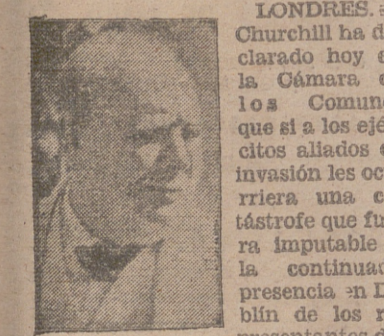 LONDRES.
Churchill ha d
clarado hoy e
la Cámara e
los Comun
que si a los ejé
citos aliados
invasión les oc
rriera una c
tástrofe que fu
ra imputable
la continuad
presencia en D
blín de los r